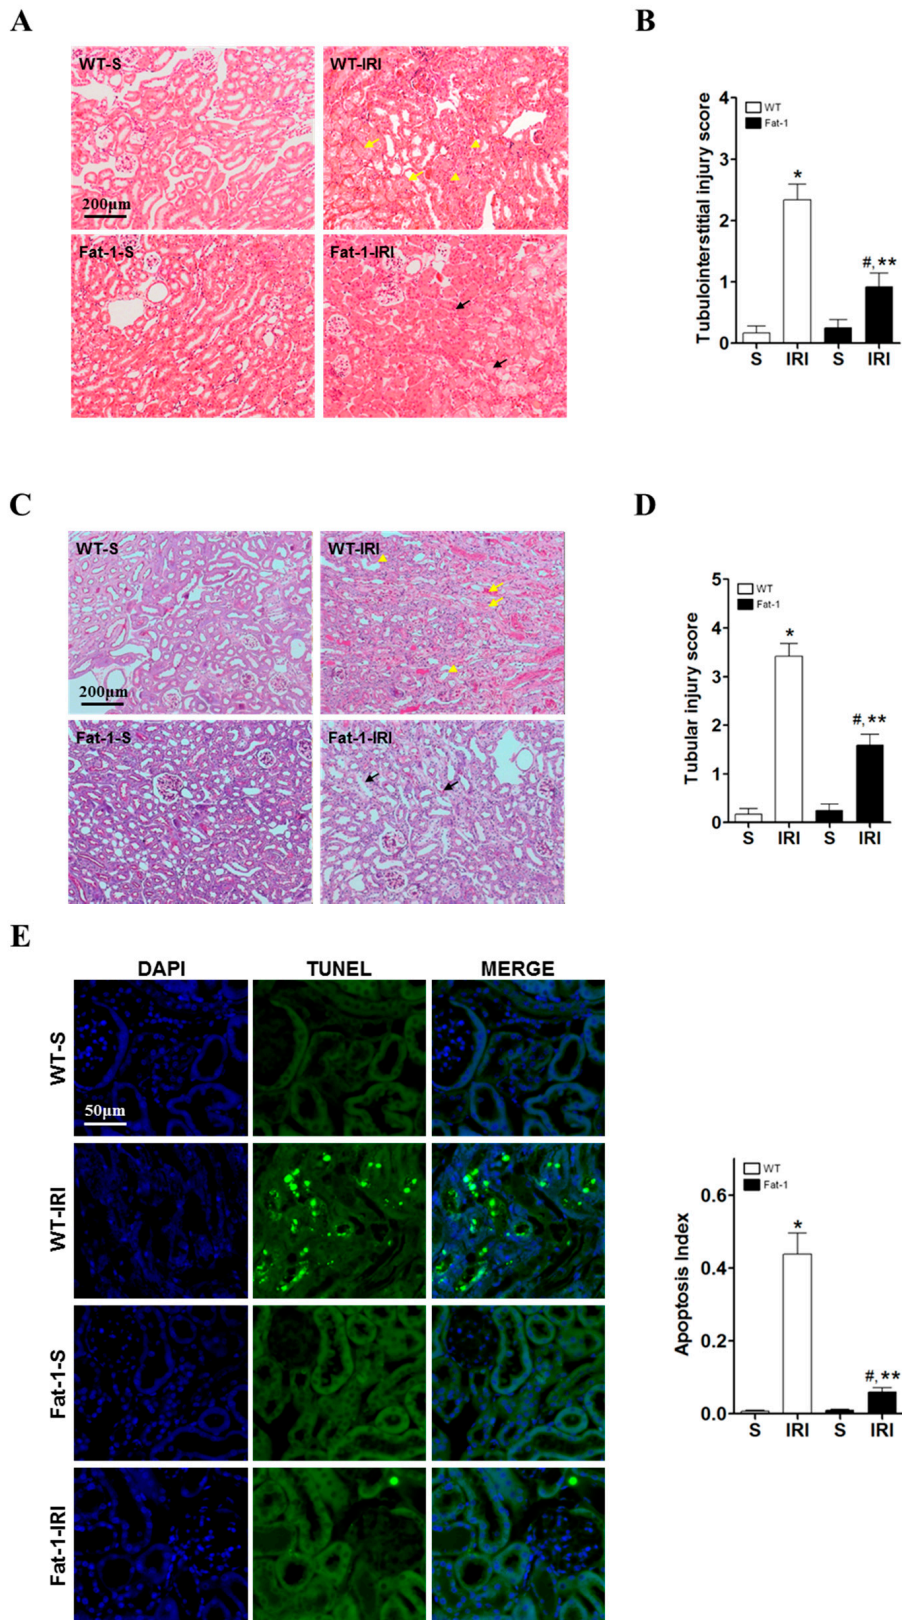 A
WT-S
WT-IRI
200µm
Fat-1-S
Fat-1-IRI
B
Tubulointerstitial injury score
4
3
2
1
0
WT
Fat-1
*
#, **
S IRI S IRI
C
WT-S
WT-IRI
200µm
Fat-1-S
Fat-1-IRI
D
Tubular injury score
5
4
3
2
1
0
WT
Fat-1
*
#, **
S IRI S IRI
E
DAPI TUNEL MERGE
WT-S
50µm
WT-IRI
Fat-1-S
Fat-1-IRI
Apoptosis Index
0.6
0.4
0.2
0.0
WT
Fat-1
*
#, **
S IRI S IRI